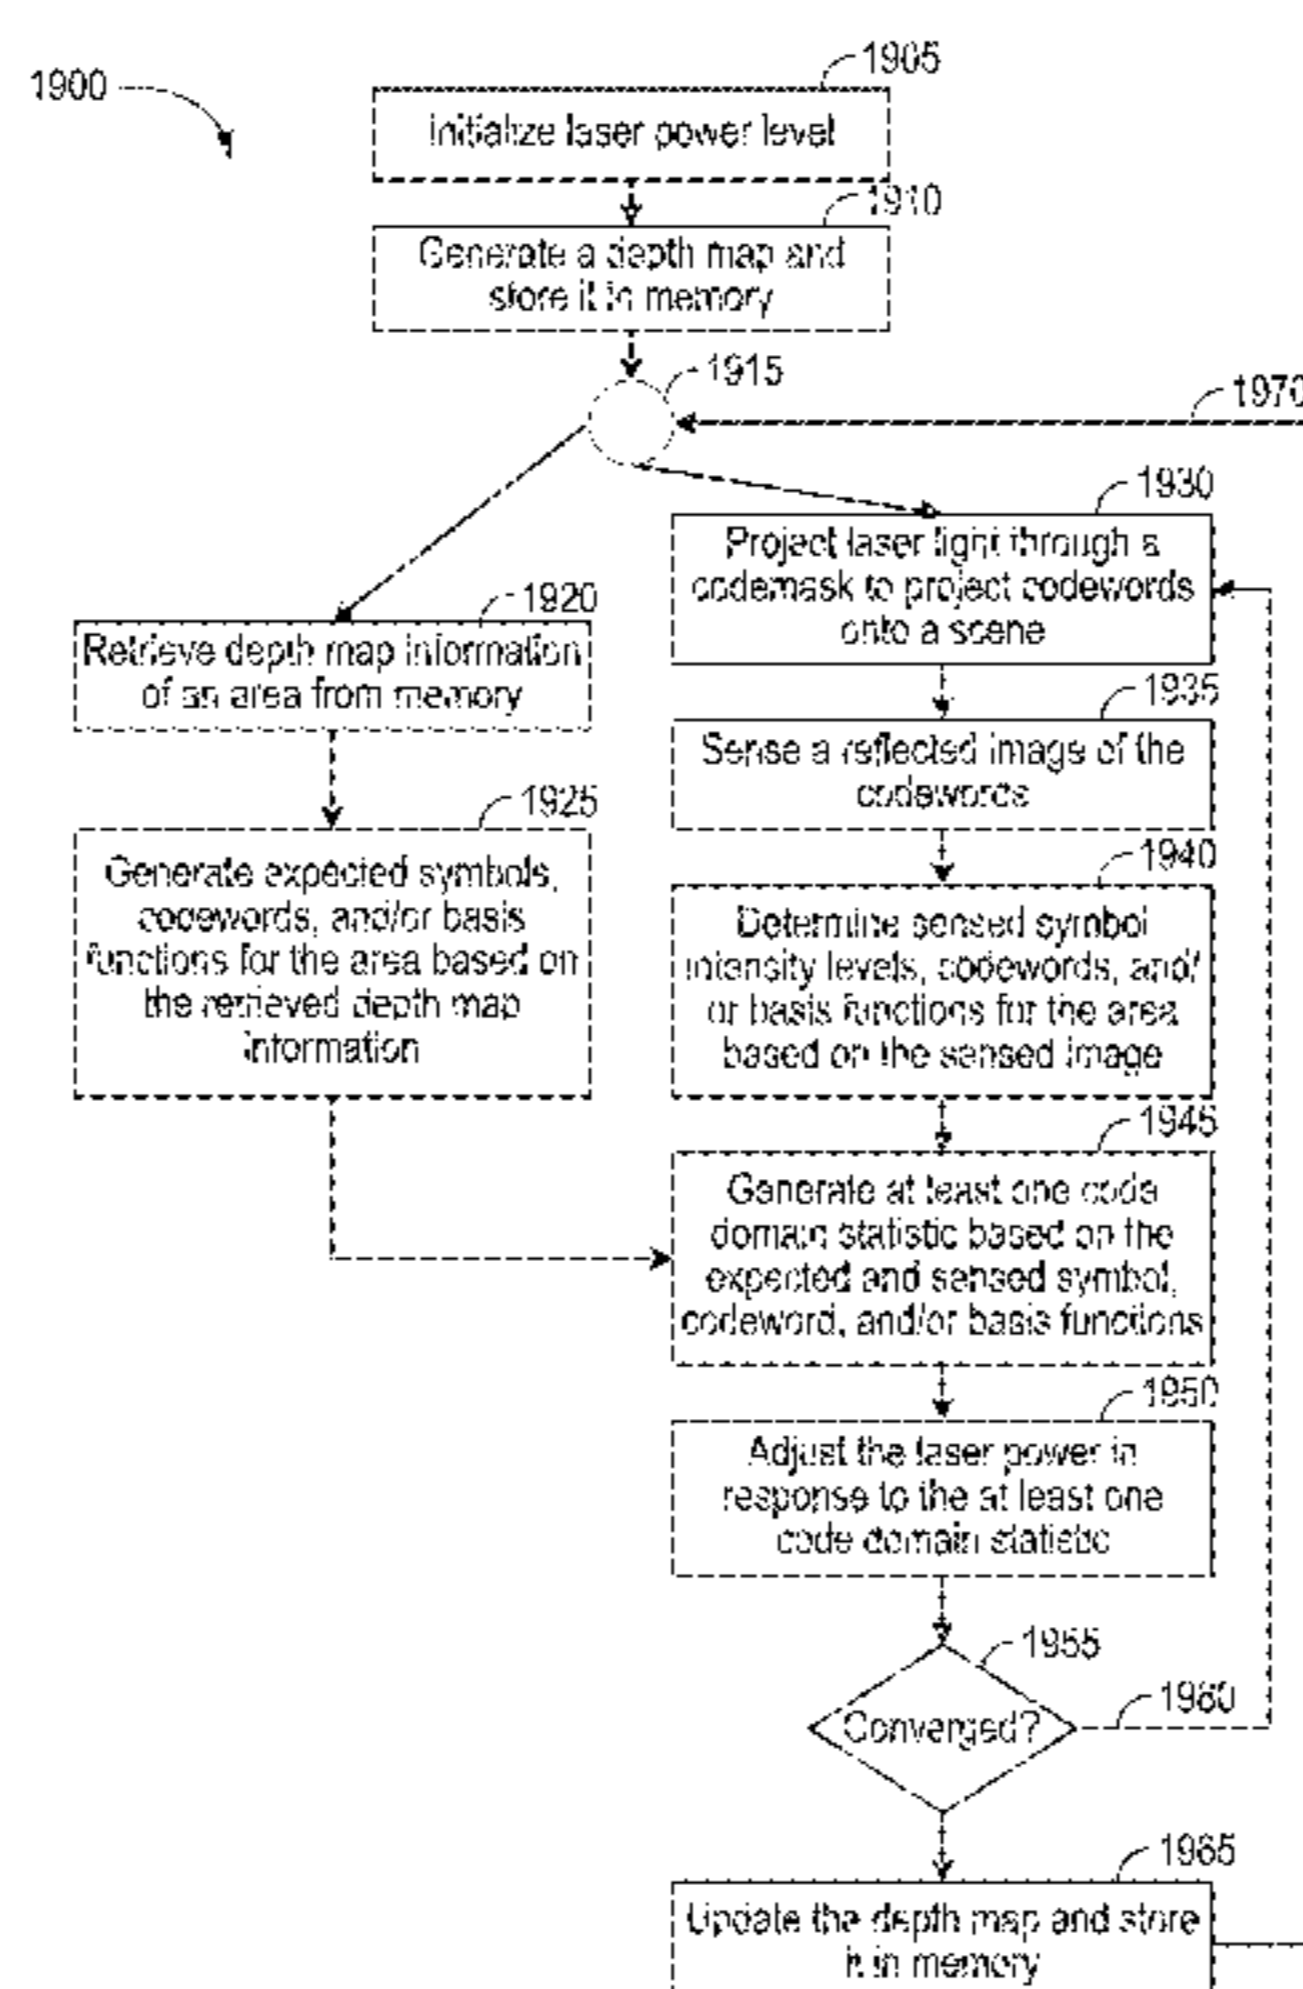 1900
1905
Initialize laser power level
1910
Generate a depth map and
store it in memory
1915
1970
1930
Project laser light through a
codemask to project codewords
onto a scene
1920
Retrieve depth map information
of an area from memory
1935
Sense a reflected image of the
codewords
1925
Generate expected symbols,
codewords, and/or basis
functions for the area based on
the retrieved depth map
information
1940
Determine sensed symbol
intensity levels, codewords, and/
or basis functions for the area
based on the sensed image
1945
Generate at least one code
domain statistic based on the
expected and sensed symbol,
codeword, and/or basis functions
1950
Adjust the laser power in
response to the at least one
code domain statistic
1955
Converged?
1960
1965
Update the depth map and store
it in memory